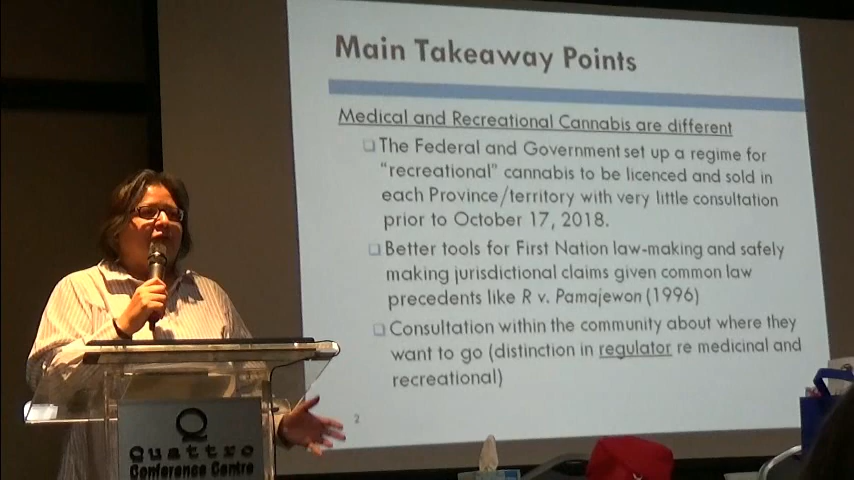 Main Takeaway Points
Medical and Recreational Cannabis are different
The Federal and Government set up a regime for
"recreational" cannabis to be licenced and sold in
each Province/territory with very little consultation
prior to October 17, 2018.
Better tools for First Nation law-making and safely
making jurisdictional claims given common law
precedents like R v. Pamajewon (1996)
Consultation within the community about where they
want to go (distinction in regulator re medicinal and
recreational)
2
Q
Quattro
Conference Centre